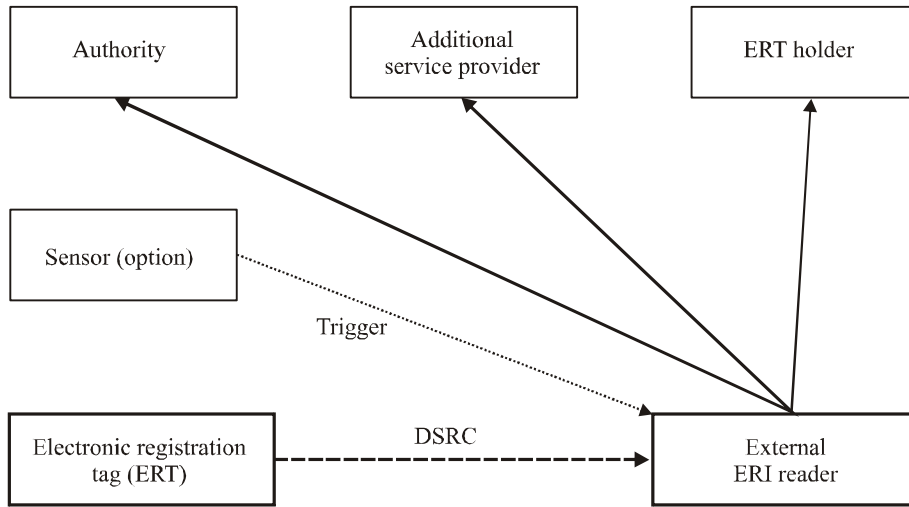 Authority
Additional
service provider
ERT holder
Sensor (option)
Trigger
Electronic registration
tag (ERT)
DSRC
External
ERI reader